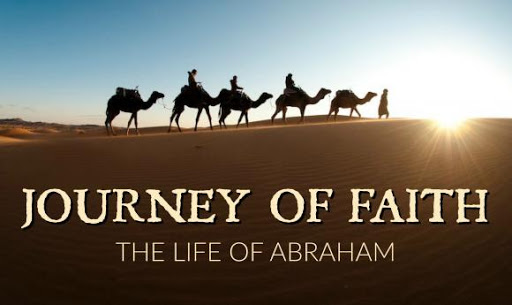 JOURNEY OF FAITH
THE LIFE OF ABRAHAM